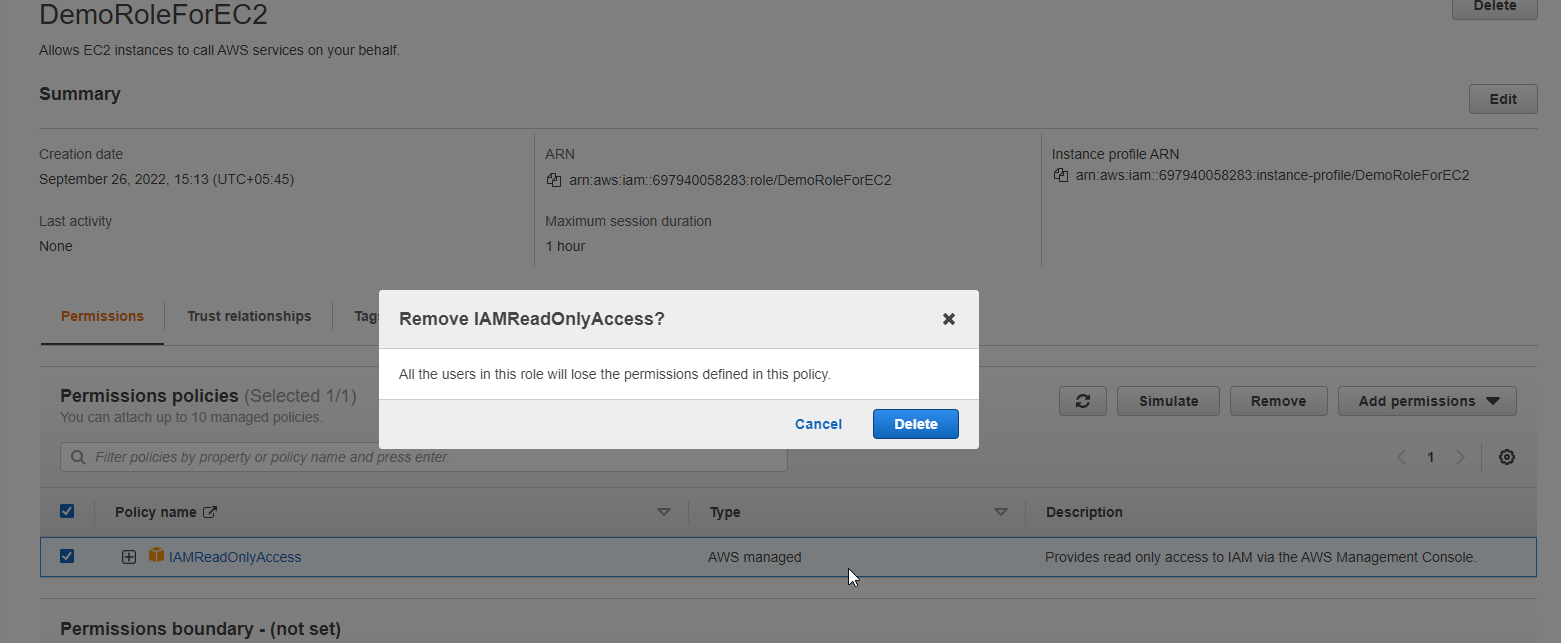 DemoRoleForEC2
Delete
Allows EC2 instances to call AWS services on your behalf.
Summary
Edit
Creation date
September 26, 2022, 15:13 (UTC+05:45)
ARN
arn:aws:iam::697940058283:role/DemoRoleForEC2
Instance profile ARN
arn:aws:iam::697940058283:instance-profile/DemoRoleForEC2
Last activity
None
Maximum session duration
1 hour
Permissions
Trust relationships
Tags
Remove IAMReadOnlyAccess?
All the users in this role will lose the permissions defined in this policy.
Cancel
Delete
Permissions policies (Selected 1/1)
You can attach up to 10 managed policies.
Simulate
Remove
Add permissions
Filter policies by property or policy name and press enter.
1
Policy name
Type
Description
IAMReadOnlyAccess
AWS managed
Provides read only access to IAM via the AWS Management Console.
Permissions boundary - (not set)